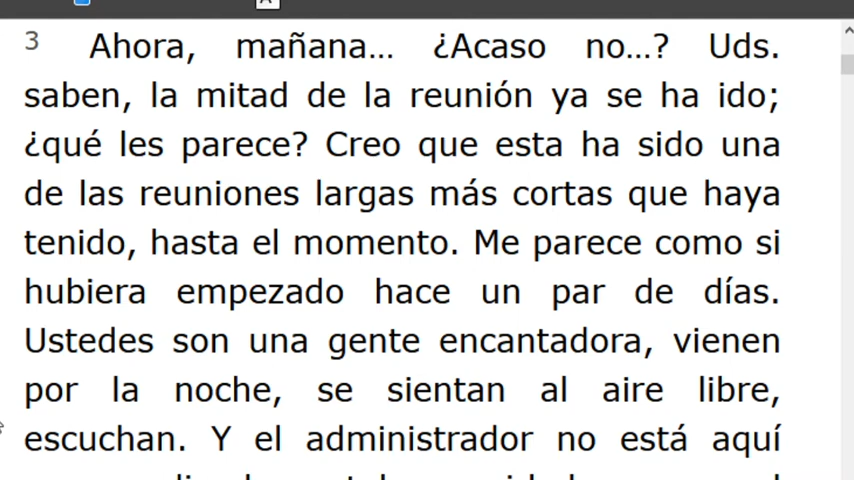 3 Ahora, mañana... ¿Acaso no...? Uds.
saben, la mitad de la reunión ya se ha ido;
¿qué les parece? Creo que esta ha sido una
de las reuniones largas más cortas que haya
tenido, hasta el momento. Me parece como si
hubiera empezado hace un par de días.
Ustedes son una gente encantadora, vienen
por la noche, se sientan al aire libre,
escuchan. Y el administrador no está aquí